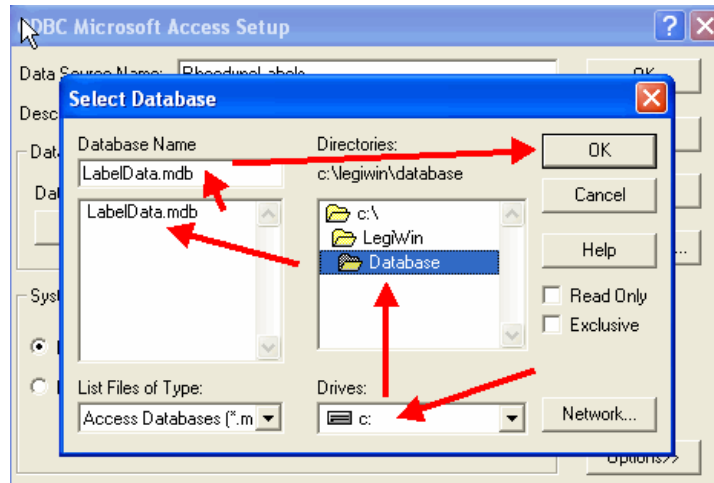 ODBC Microsoft Access Setup
Data Source Name:
OK
Select Database
Database Name
Directories:
OK
LabelData.mdb
c:\legiwin\database
Cancel
LabelData.mdb
c:\
LegiWin
Database
Help
Read Only
Exclusive
List Files of Type:
Drives:
Access Databases (*.m
c:
Network...
Options>>